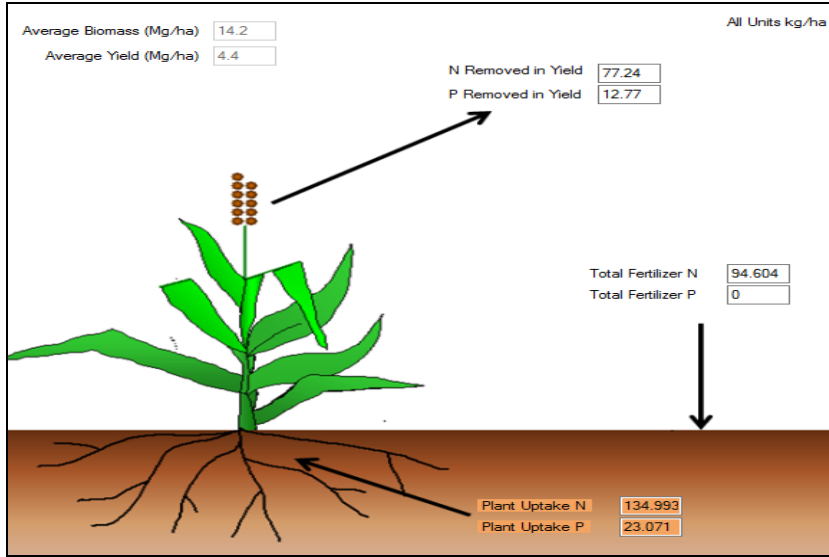 Average Biomass (Mg/ha) 14.2
All Units kg/ha
Average Yield (Mg/ha) 4.4
N Removed in Yield 77.24
P Removed in Yield 12.77
Total Fertilizer N 94.604
Total Fertilizer P 0
Plant Uptake N 134.993
Plant Uptake P 23.071